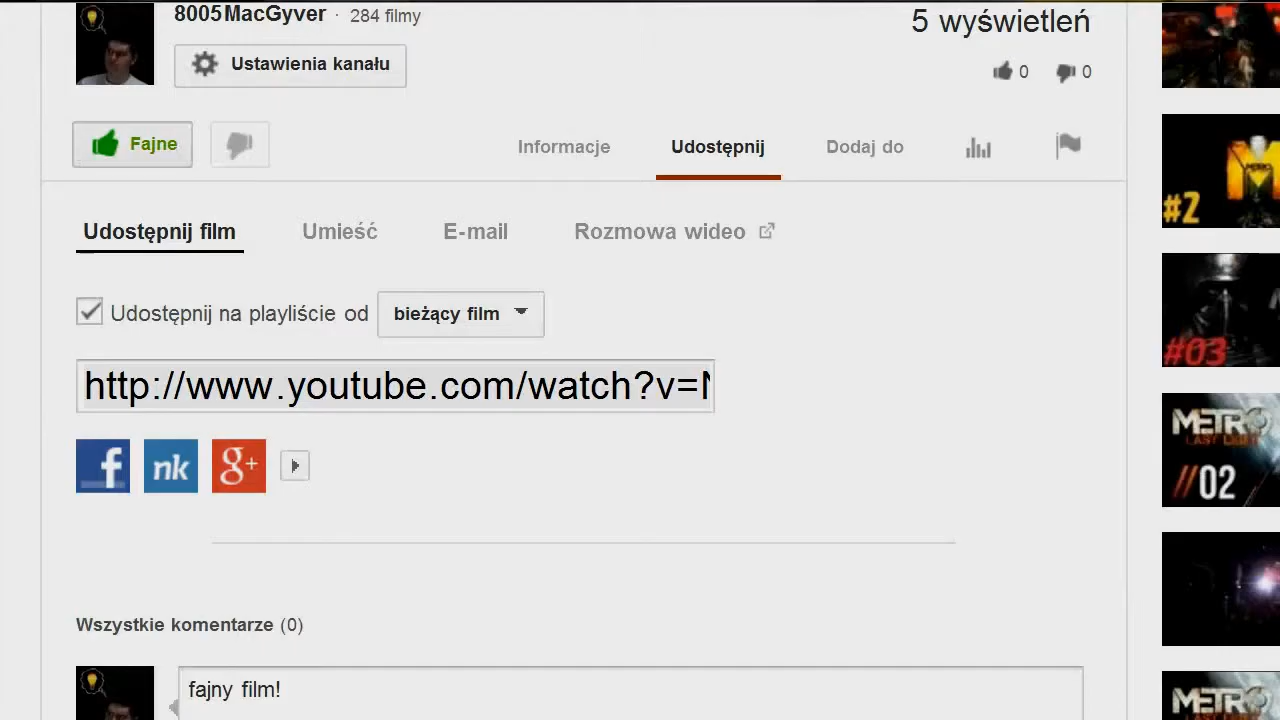 8005MacGyver · 284 filmy
5 wyświetleń
Ustawienia kanału
0 0
Fajne
Informacje Udostępnij Dodaj do
Udostępnij film Umieść E-mail Rozmowa wideo
Udostępnij na playliście od bieżący film
http://www.youtube.com/watch?v=
f nk g+
Wszystkie komentarze (0)
fajny film!
METRO
#2
#03
METRO
LAST LIGHT
//02
METRO